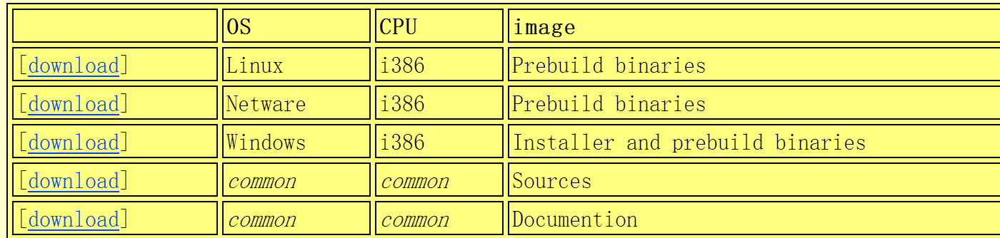 OS CPU image
[download] Linux i386 Prebuild binaries
[download] Netware i386 Prebuild binaries
[download] Windows i386 Installer and prebuild binaries
[download] common common Sources
[download] common common Documention